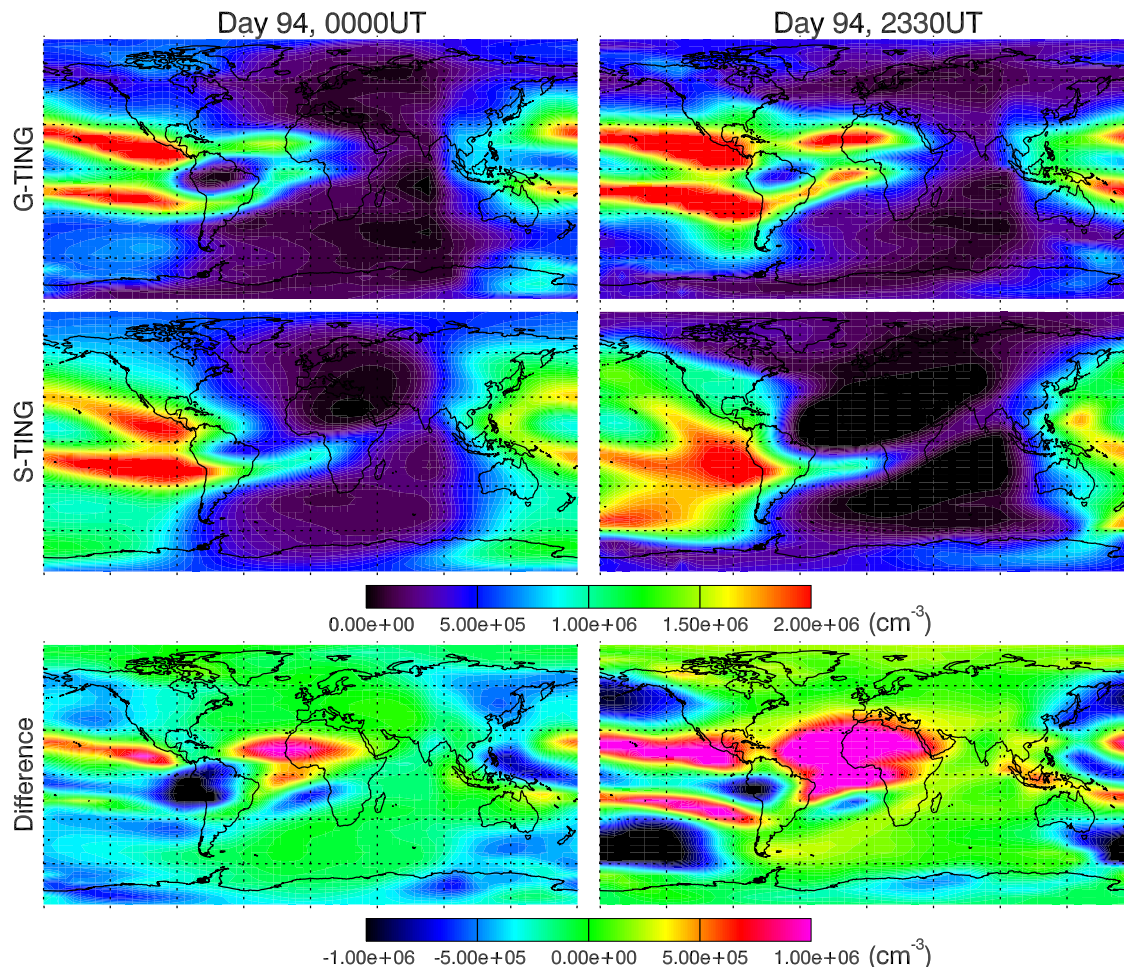 Day 94, 0000UT
Day 94, 2330UT
G-TING
S-TING
0.00e+00 5.00e+05 1.00e+06 1.50e+06 2.00e+06 (cm-3)
Difference
-1.00e+06 -5.00e+05 0.00e+00 5.00e+05 1.00e+06 (cm-3)